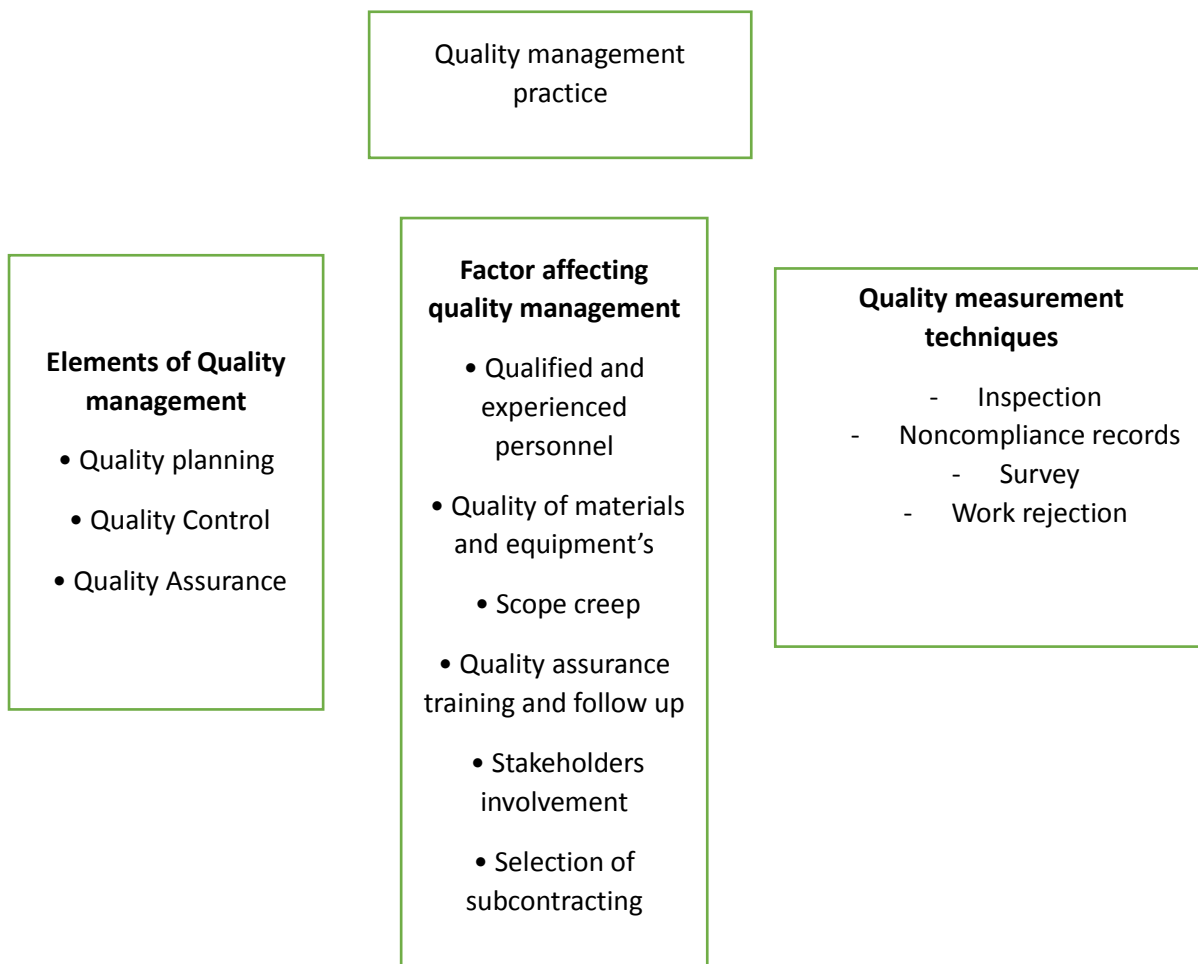 Quality management
practice
Elements of Quality
management
• Quality planning
• Quality Control
• Quality Assurance
Factor affecting
quality management
• Qualified and
experienced
personnel
• Quality of materials
and equipment’s
• Scope creep
• Quality assurance
training and follow up
• Stakeholders
involvement
• Selection of
subcontracting
Quality measurement
techniques
- Inspection
- Noncompliance records
- Survey
- Work rejection